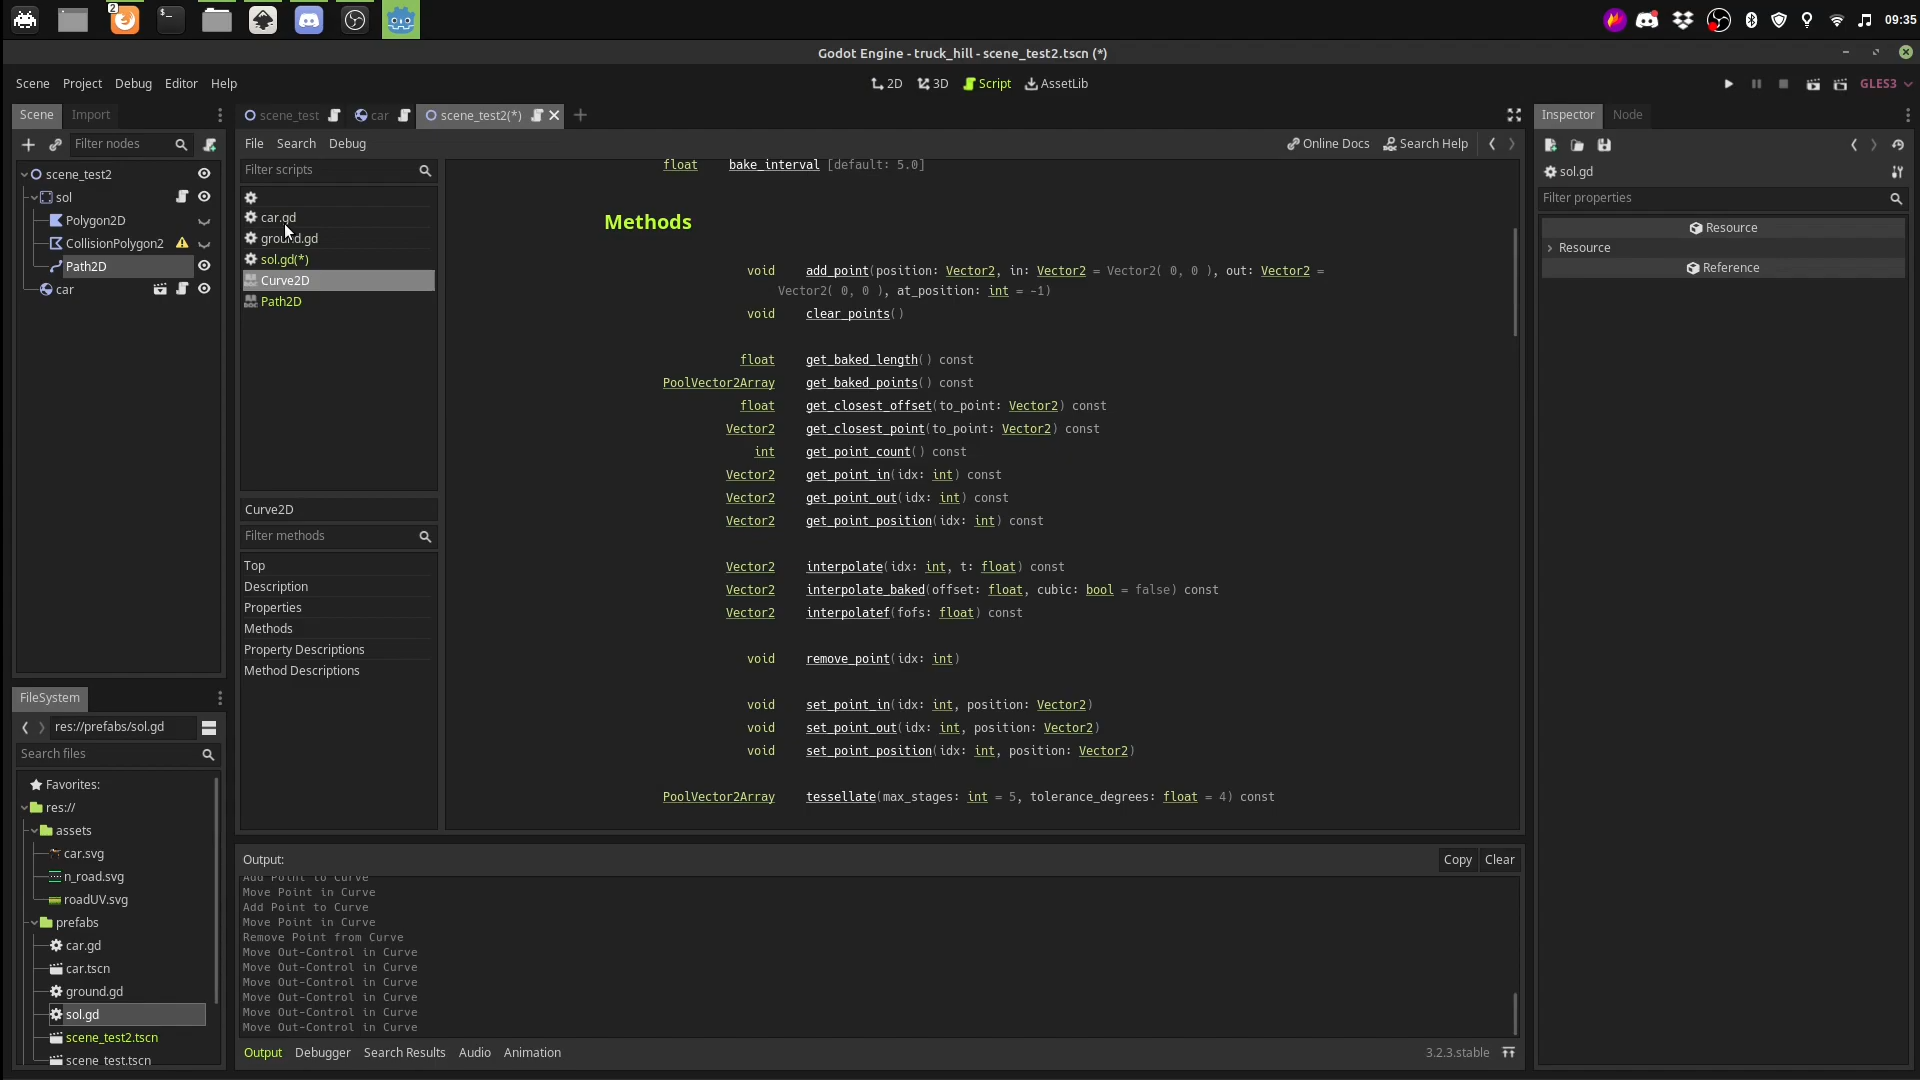 2
09:35
Godot Engine - truck_hill - scene_test2.tscn (*)
Scene Project Debug Editor Help
2D 3D Script AssetLib
GLES3
Scene Import
scene_test car scene_test2(*)
Inspector Node
Filter nodes
File Search Debug
Online Docs Search Help
scene_test2
sol
Polygon2D
CollisionPolygon2
Path2D
car
Filter scripts
car.gd
ground.gd
sol.gd(*)
Curve2D
Path2D
Curve2D
Filter methods
Top
Description
Properties
Methods
Property Descriptions
Method Descriptions
float bake_interval [default: 5.0]
Methods
void add_point(position: Vector2, in: Vector2 = Vector2( 0, 0 ), out: Vector2 =
Vector2( 0, 0 ), at_position: int = -1)
void clear_points()
float get_baked_length() const
PoolVector2Array get_baked_points() const
float get_closest_offset(to_point: Vector2) const
Vector2 get_closest_point(to_point: Vector2) const
int get_point_count() const
Vector2 get_point_in(idx: int) const
Vector2 get_point_out(idx: int) const
Vector2 get_point_position(idx: int) const
Vector2 interpolate(idx: int, t: float) const
Vector2 interpolate_baked(offset: float, cubic: bool = false) const
Vector2 interpolatef(fofs: float) const
void remove_point(idx: int)
void set_point_in(idx: int, position: Vector2)
void set_point_out(idx: int, position: Vector2)
void set_point_position(idx: int, position: Vector2)
PoolVector2Array tessellate(max_stages: int = 5, tolerance_degrees: float = 4) const
sol.gd
Filter properties
Resource
Resource
Reference
FileSystem
res://prefabs/sol.gd
Search files
Favorites:
res://
assets
car.svg
n_road.svg
roadUV.svg
prefabs
car.gd
car.tscn
ground.gd
sol.gd
scene_test2.tscn
scene_test.tscn
Output:
Copy Clear
Add Point to Curve
Move Point in Curve
Add Point to Curve
Move Point in Curve
Remove Point from Curve
Move Out-Control in Curve
Move Out-Control in Curve
Move Out-Control in Curve
Move Out-Control in Curve
Move Out-Control in Curve
Move Out-Control in Curve
Output Debugger Search Results Audio Animation
3.2.3.stable